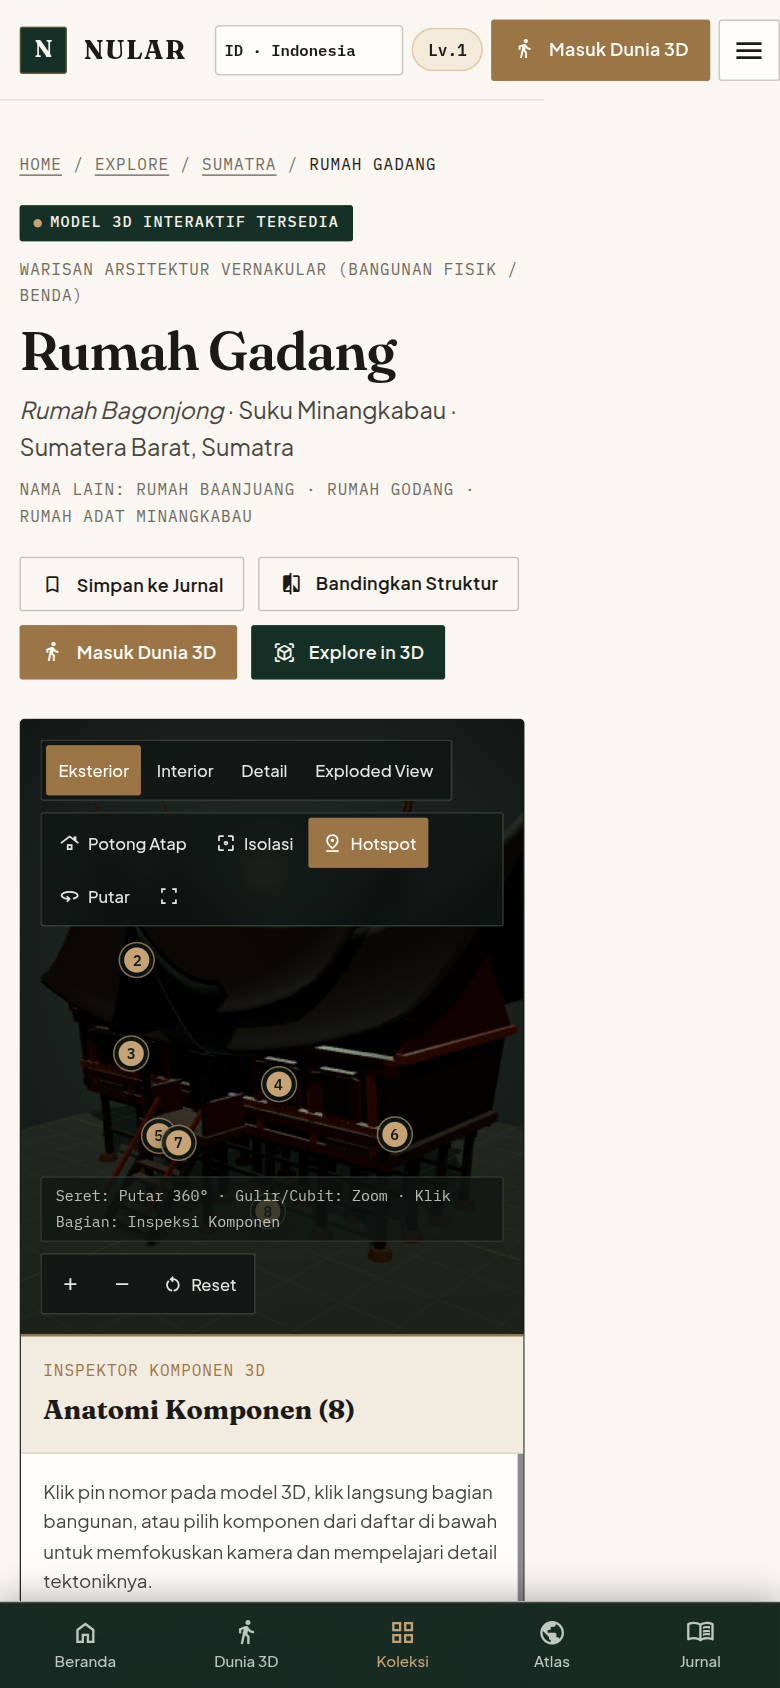 N NULAR ID · Indonesia Lv.1 Masuk Dunia 3D
HOME / EXPLORE / SUMATRA / RUMAH GADANG
MODEL 3D INTERAKTIF TERSEDIA
WARISAN ARSITEKTUR VERNAKULAR (BANGUNAN FISIK /
BENDA)
Rumah Gadang
Rumah Bagonjong · Suku Minangkabau ·
Sumatera Barat, Sumatra
NAMA LAIN: RUMAH BAANJUANG · RUMAH GODANG ·
RUMAH ADAT MINANGKABAU
Simpan ke Jurnal Bandingkan Struktur
Masuk Dunia 3D Explore in 3D
Eksterior Interior Detail Exploded View
Potong Atap Isolasi Hotspot
Putar
2
3
4
5 7 6
Seret: Putar 360° · Gulir/Cubit: Zoom · Klik
8
Bagian: Inspeksi Komponen
+ − Reset
INSPEKTOR KOMPONEN 3D
Anatomi Komponen (8)
Klik pin nomor pada model 3D, klik langsung bagian
bangunan, atau pilih komponen dari daftar di bawah
untuk memfokuskan kamera dan mempelajari detail
tektoniknya.
Beranda Dunia 3D Koleksi Atlas Jurnal